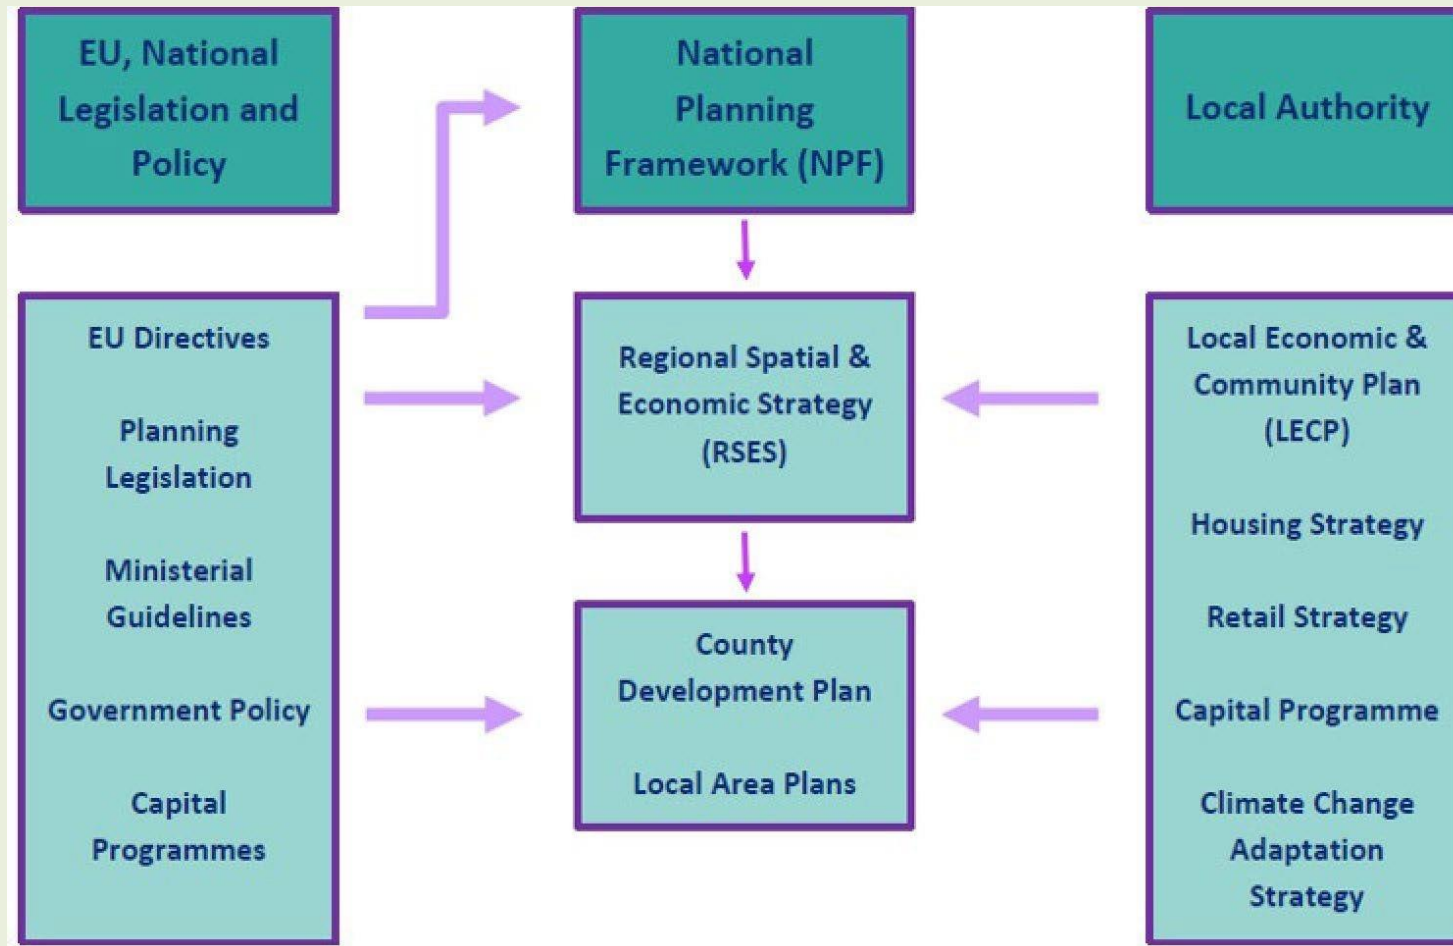 EU, National
Legislation and
Policy
National
Planning
Framework (NPF)
Local Authority
EU Directives
Planning
Legislation
Ministerial
Guidelines
Government Policy
Capital
Programmes
Regional Spatial &
Economic Strategy
(RSES)
County
Development Plan
Local Area Plans
Local Economic &
Community Plan
(LECP)
Housing Strategy
Retail Strategy
Capital Programme
Climate Change
Adaptation
Strategy